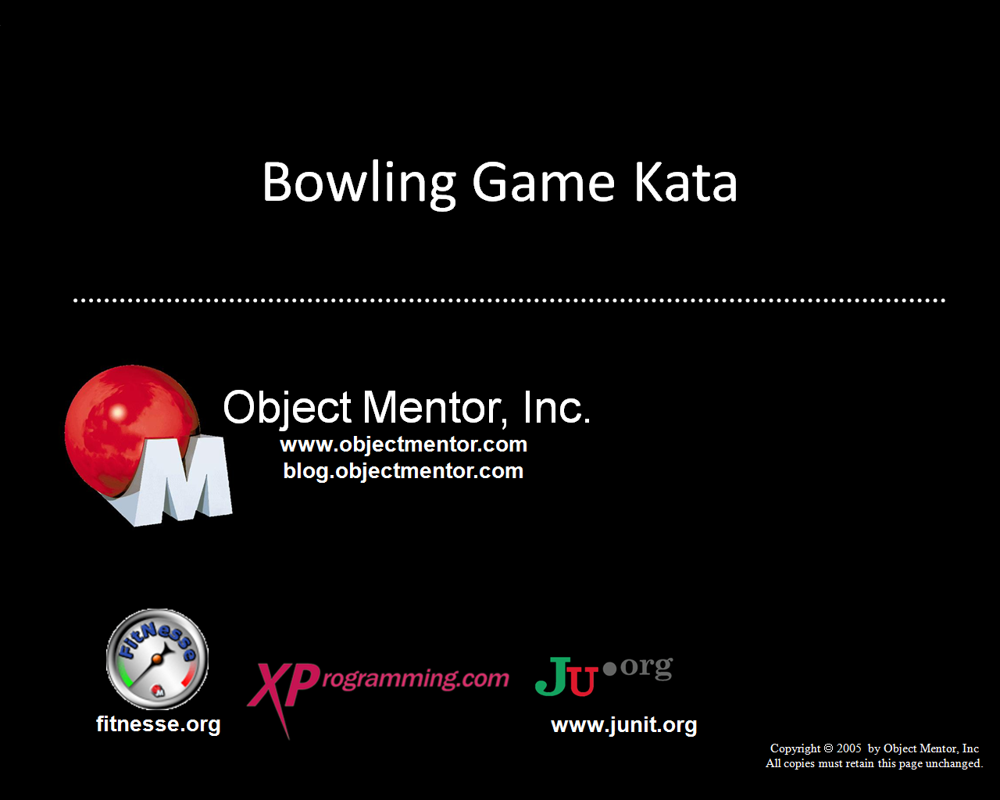 Bowling Game Kata
Object Mentor, Inc.
www.objectmentor.com
blog.objectmentor.com
FitNesse
fitnesse.org
XProgramming.com
JU.org
www.junit.org
Copyright © 2005 by Object Mentor, Inc
All copies must retain this page unchanged.
M
M